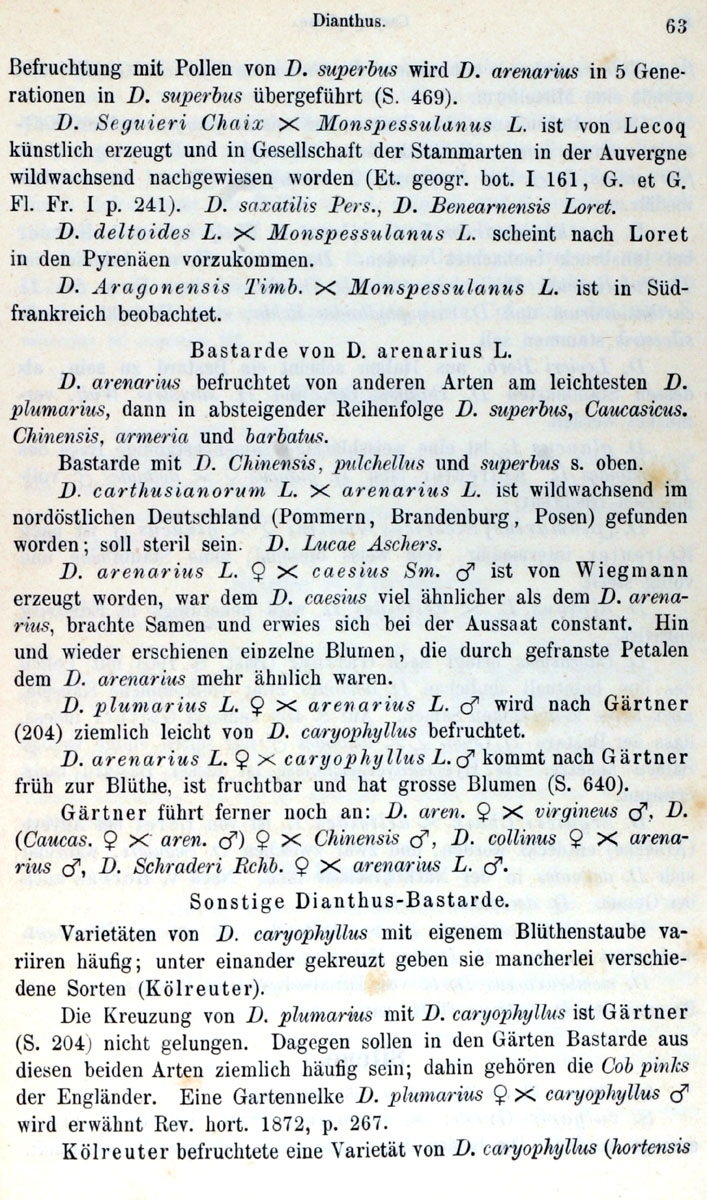 Dianthus. 63
Befruchtung mit Pollen von D. superbus wird D. arenarius in 5 Gene-
rationen in D. superbus übergeführt (S. 469).
D. Seguieri Chaix × Monspessulanus L. ist von Lecoq
künstlich erzeugt und in Gesellschaft der Stammarten in der Auvergne
wildwachsend nachgewiesen worden (Et. geogr. bot. I 161, G. et G.
Fl. Fr. I p. 241). D. saxatilis Pers., D. Benearnensis Loret.
D. deltoides L. × Monspessulanus L. scheint nach Loret
in den Pyrenäen vorzukommen.
D. Aragonensis Timb. × Monspessulanus L. ist in Süd-
frankreich beobachtet.
Bastarde von D. arenarius L.
D. arenarius befruchtet von anderen Arten am leichtesten D.
plumarius, dann in absteigender Reihenfolge D. superbus, Caucasicus.
Chinensis, armeria und barbatus.
Bastarde mit D. Chinensis, pulchellus und superbus s. oben.
D. carthusianorum L. × arenarius L. ist wildwachsend im
nordöstlichen Deutschland (Pommern, Brandenburg, Posen) gefunden
worden; soll steril sein. D. Lucae Aschers.
D. arenarius L. ♀ × caesius Sm. ♂ ist von Wiegmann
erzeugt worden, war dem D. caesius viel ähnlicher als dem D. arena-
rius, brachte Samen und erwies sich bei der Aussaat constant. Hin
und wieder erschienen einzelne Blumen, die durch gefranste Petalen
dem D. arenarius mehr ähnlich waren.
D. plumarius L. ♀ × arenarius L. ♂ wird nach Gärtner
(204) ziemlich leicht von D. caryophyllus befruchtet.
D. arenarius L. ♀ × caryophyllus L. ♂ kommt nach Gärtner
früh zur Blüthe, ist fruchtbar und hat grosse Blumen (S. 640).
Gärtner führt ferner noch an: D. aren. ♀ × virgineus ♂, D.
(Caucas. ♀ × aren. ♂) ♀ × Chinensis ♂, D. collinus ♀ × arena-
rius ♂, D. Schraderi Rchb. ♀ × arenarius L. ♂.
Sonstige Dianthus-Bastarde.
Varietäten von D. caryophyllus mit eigenem Blüthenstaube va-
riiren häufig; unter einander gekreuzt geben sie mancherlei verschie-
dene Sorten (Kölreuter).
Die Kreuzung von D. plumarius mit D. caryophyllus ist Gärtner
(S. 204) nicht gelungen. Dagegen sollen in den Gärten Bastarde aus
diesen beiden Arten ziemlich häufig sein; dahin gehören die Cob pinks
der Engländer. Eine Gartennelke D. plumarius ♀ × caryophyllus ♂
wird erwähnt Rev. hort. 1872, p. 267.
Kölreuter befruchtete eine Varietät von D. caryophyllus (hortensis